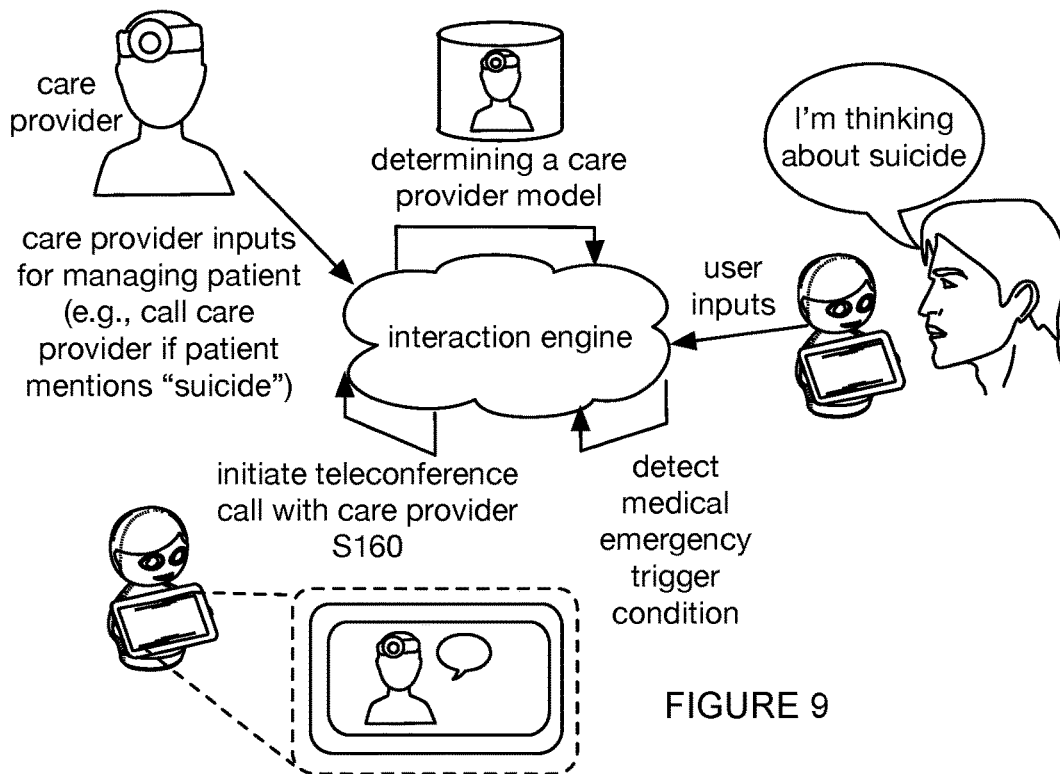 care
provider
determining a care
provider model
I'm thinking
about suicide
care provider inputs
for managing patient
(e.g., call care
provider if patient
mentions “suicide”)
interaction engine
user
inputs
initiate teleconference
call with care provider
S160
detect
medical
emergency
trigger
condition
FIGURE 9